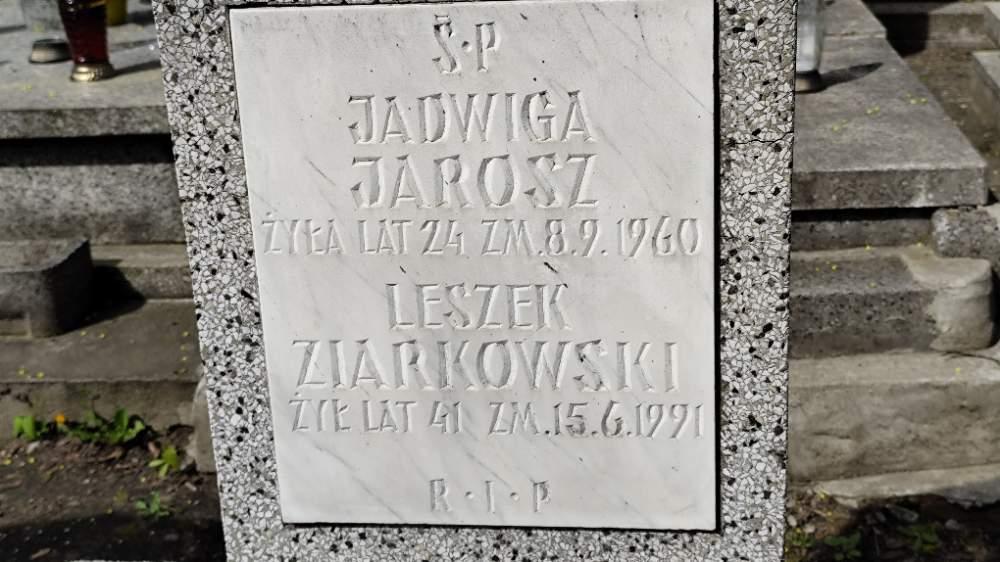 Ś·P
JADWIGA
JAROSZ
ŻYŁA LAT 24 ZM.8.9.1960
LESZEK
ZIARKOWSKI
ŻYŁ LAT 41 ZM.15.6.1991
R·I·P